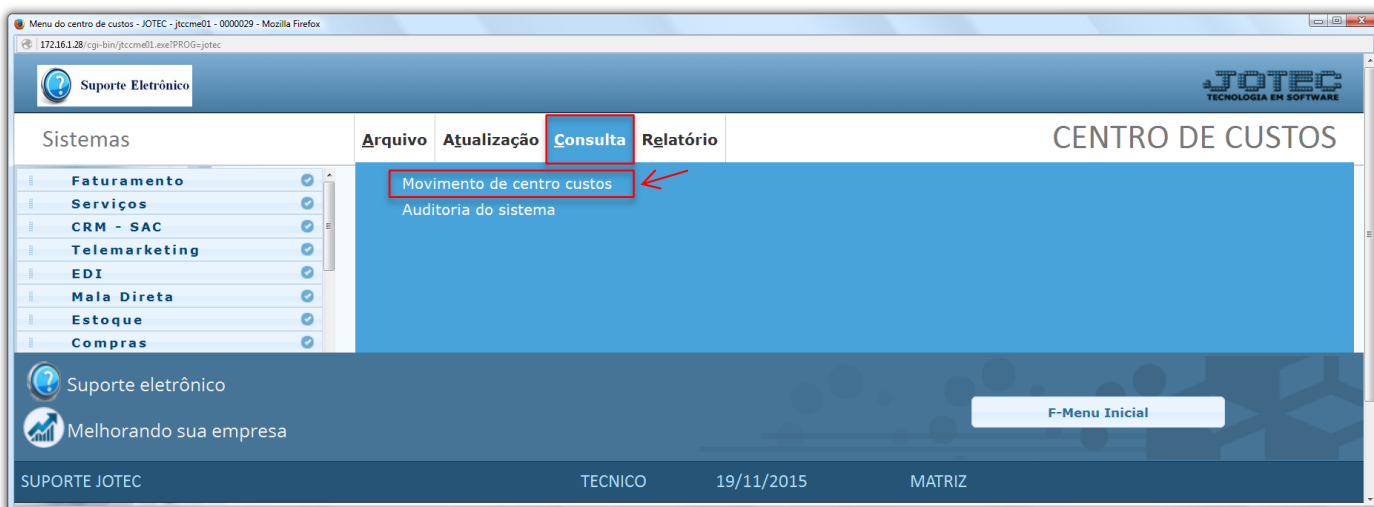 Menu do centro de custos - JOTEC - jtccme01 - 0000029 - Mozilla Firefox
172.16.1.28/cgi-bin/jtccme01.exe?PROG=jotec
Suporte Eletrônico
JOTEC
TECNOLOGIA EM SOFTWARE
Sistemas
Arquivo Atualização Consulta Relatório
CENTRO DE CUSTOS
Faturamento
Serviços
CRM - SAC
Telemarketing
EDI
Mala Direta
Estoque
Compras
Movimento de centro custos
Auditoria do sistema
Suporte eletrônico
Melhorando sua empresa
F-Menu Inicial
SUPORTE JOTEC TECNICO 19/11/2015 MATRIZ